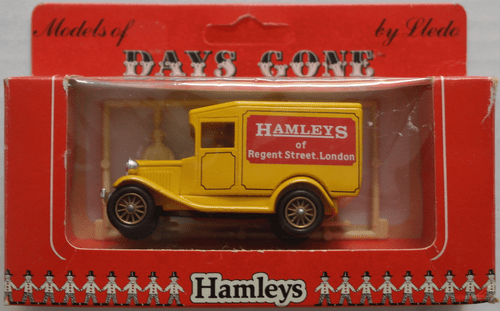 Models of by Lledo
DAYS GONE
HAMLEYS
of
Regent Street. London
Hamleys